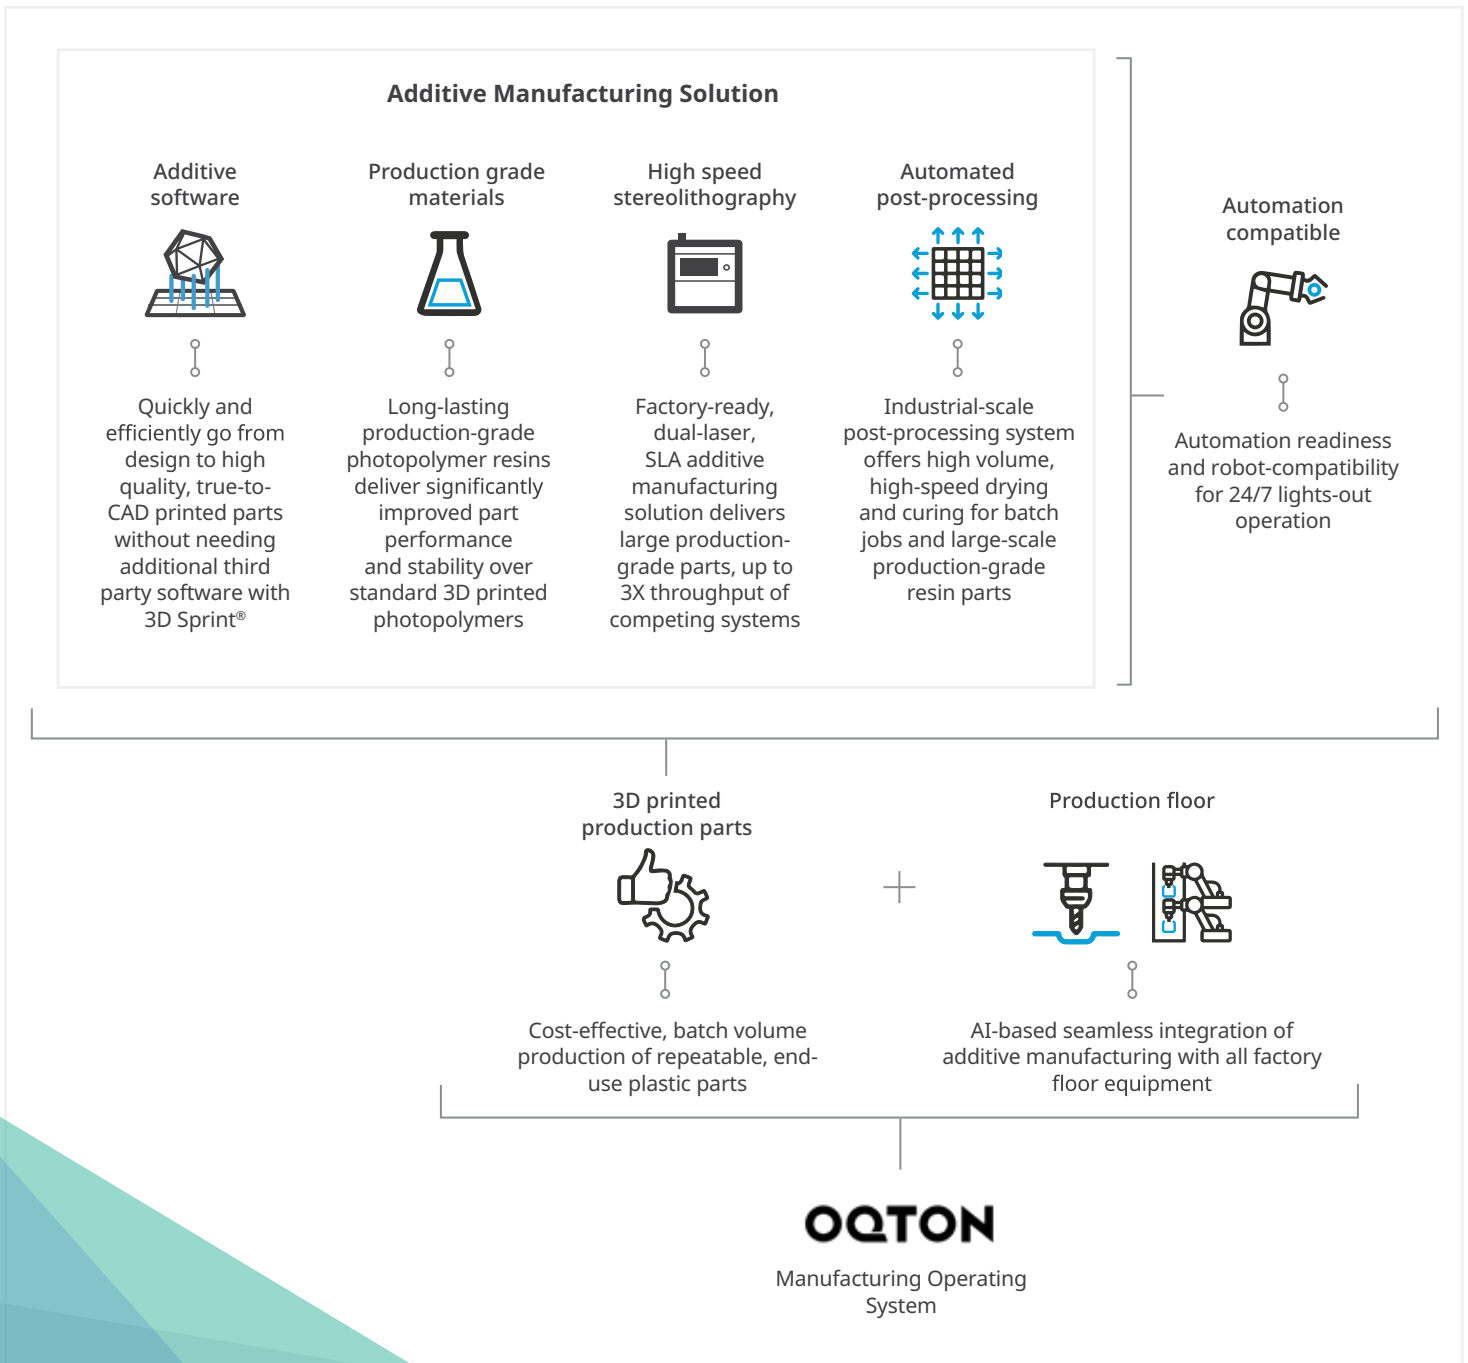 Additive Manufacturing Solution
Additive
software
Quickly and
efficiently go from
design to high
quality, true-to-
CAD printed parts
without needing
additional third
party software with
3D Sprint®
Production grade
materials
Long-lasting
production-grade
photopolymer resins
deliver significantly
improved part
performance
and stability over
standard 3D printed
photopolymers
High speed
stereolithography
Factory-ready,
dual-laser,
SLA additive
manufacturing
solution delivers
large production-
grade parts, up to
3X throughput of
competing systems
Automated
post-processing
Industrial-scale
post-processing system
offers high volume,
high-speed drying
and curing for batch
jobs and large-scale
production-grade
resin parts
Automation
compatible
Automation readiness
and robot-compatibility
for 24/7 lights-out
operation
3D printed
production parts
Cost-effective, batch volume
production of repeatable, end-
use plastic parts
Production floor
AI-based seamless integration of
additive manufacturing with all factory
floor equipment
OQTON
Manufacturing Operating
System